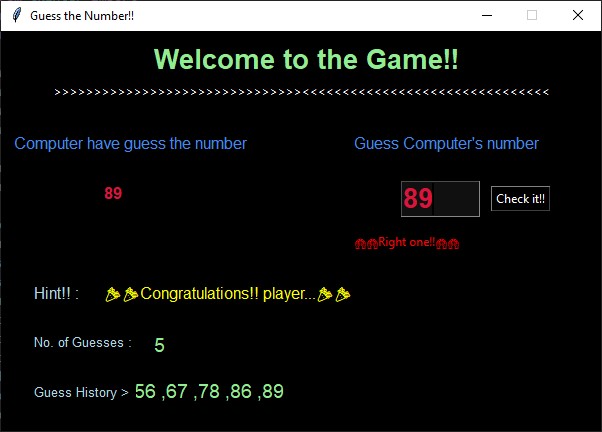 Guess the Number!!
Welcome to the Game!!
>>>>>>>>>>>>>>>>>>>>>>>>>>>>>>><<<<<<<<<<<<<<<<<<<<<<<<<<<<<<<
Computer have guess the number
Guess Computer's number
89
89
Check it!!
🎊🎊Right one!!🎊🎊
Hint!! : 🎉🎉Congratulations!! player...🎉🎉
No. of Guesses : 5
Guess History > 56 ,67 ,78 ,86 ,89